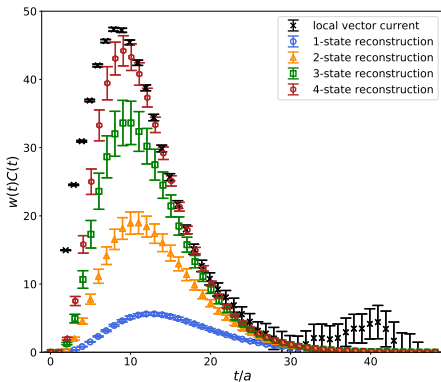 50
40
30
20
10
0
w(t)C(t)
local vector current
1-state reconstruction
2-state reconstruction
3-state reconstruction
4-state reconstruction
0 10 20 30 40
t/a